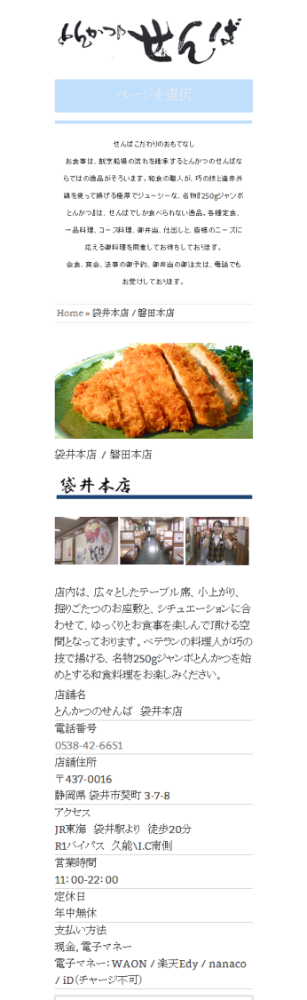 とんかつの せんば
ページを選択
せんばこだわりのおもてなし
お食事は、割烹船場の流れを継承するとんかつのせんばな
らではの逸品がそろいます。和食の職人が、巧の技と遠赤外
線を使って揚げる極厚でジューシーな、名物『250gジャンボ
とんかつ』は、せんばでしか食べられない逸品。各種定食、
一品料理、コース料理、御弁当、仕出しと、皆様のニーズに
応える御料理を用意してお待ちしております。
会食、宴会、法事の御予約、御弁当の御注文は、電話でも
お受けしております。
Home » 袋井本店 / 磐田本店
袋井本店 / 磐田本店
袋井本店
せんば
店内は、広々としたテーブル席、小上がり、
掘りごたつのお座敷と、シチュエーションに合
わせて、ゆっくりとお食事を楽しんで頂ける空
間となっております。ベテランの料理人が巧の
技で揚げる、名物250gジャンボとんかつを始
めとする和食料理をお楽しみください。
店舗名
とんかつのせんば 袋井本店
電話番号
0538-42-6651
店舗住所
〒437-0016
静岡県 袋井市葵町 3-7-8
アクセス
JR東海 袋井駅より 徒歩20分
R1バイパス 久能\I.C南側
営業時間
11：00-22：00
定休日
年中無休
支払い方法
現金, 電子マネー
電子マネー：WAON / 楽天Edy / nanaco
/ iD（チャージ不可）